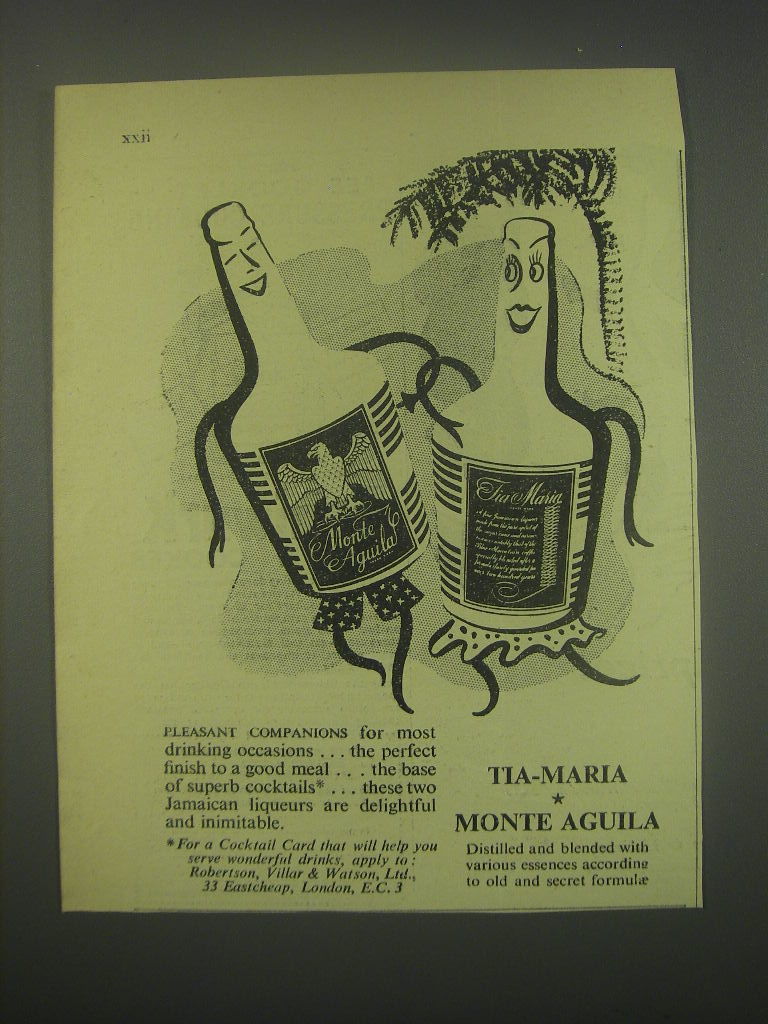 xxii
Monte
Aguila
Tia Maria
PLEASANT COMPANIONS for most
drinking occasions . . . the perfect
finish to a good meal . . . the base
of superb cocktails* . . . these two
Jamaican liqueurs are delightful
and inimitable.
*For a Cocktail Card that will help you
serve wonderful drinks, apply to :
Robertson, Villar & Watson, Ltd.,
33 Eastcheap, London, E.C. 3
TIA-MARIA
★
MONTE AGUILA
Distilled and blended with
various essences according
to old and secret formulæ